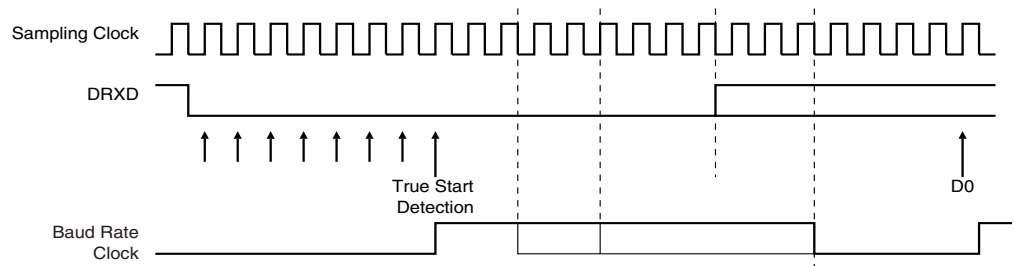 Sampling Clock
DRXD
True Start
Detection
D0
Baud Rate
Clock